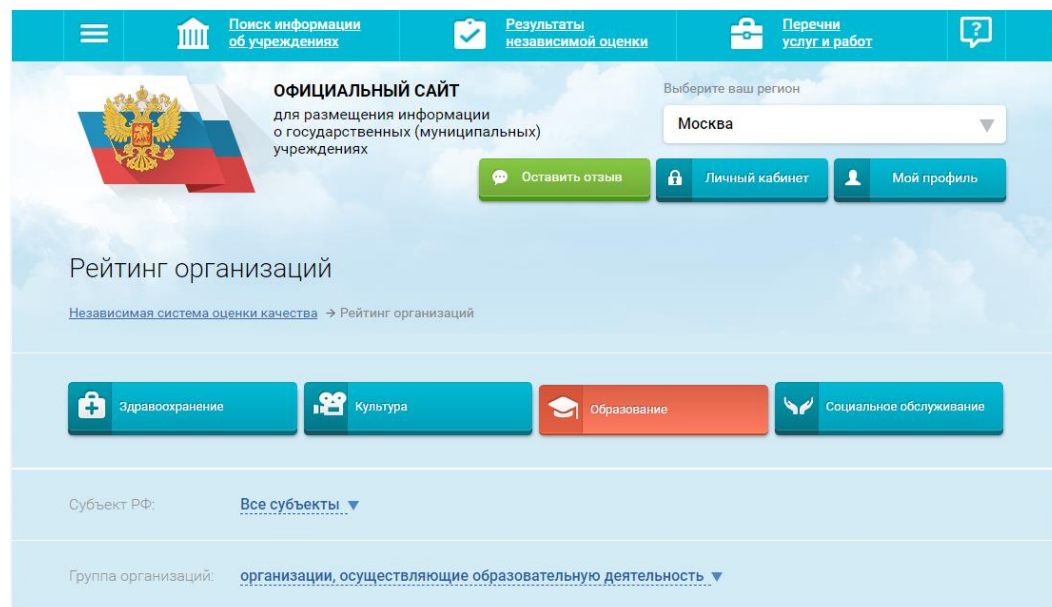 Поиск информации
об учреждениях
Результаты
независимой оценки
Перечни
услуг и работ
?
ОФИЦИАЛЬНЫЙ САЙТ
для размещения информации
о государственных (муниципальных)
учреждениях
Выберите ваш регион
Москва
Оставить отзыв
Личный кабинет
Мой профиль
Рейтинг организаций
Независимая система оценки качества → Рейтинг организаций
Здравоохранение
Культура
Образование
Социальное обслуживание
Субъект РФ: Все субъекты ▼
Группа организаций: организации, осуществляющие образовательную деятельность ▼